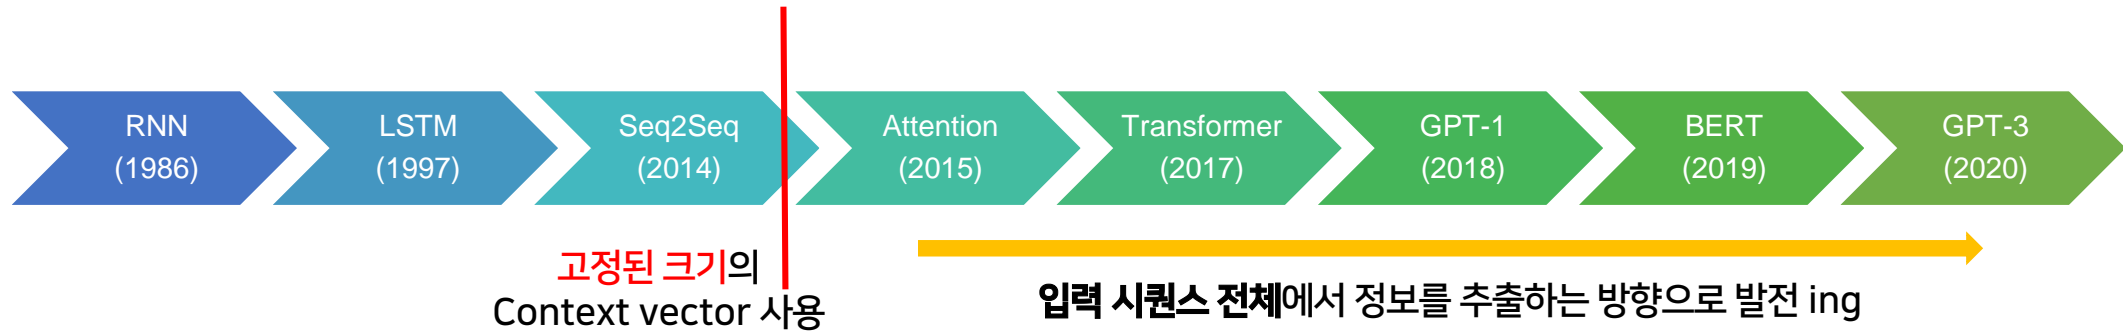 RNN
(1986)
LSTM
(1997)
Seq2Seq
(2014)
Attention
(2015)
Transformer
(2017)
GPT-1
(2018)
BERT
(2019)
GPT-3
(2020)
고정된 크기의
Context vector 사용
입력 시퀀스 전체에서 정보를 추출하는 방향으로 발전 ing